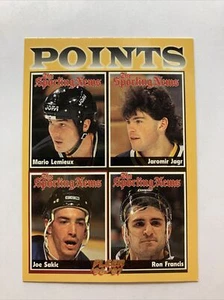 POINTS
The Sporting News
The Sporting News
Mario Lemieux
Jaromir Jagr
The Sporting News
The Sporting News
Joe Sakic
Ron Francis